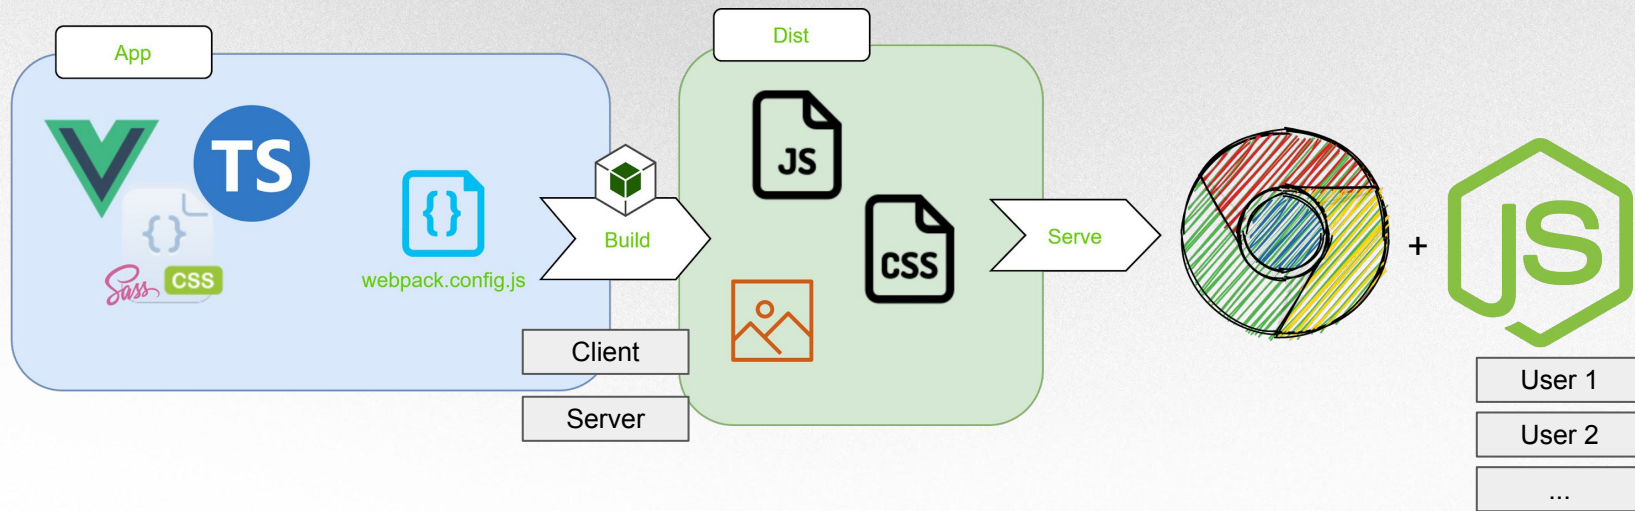 App
Dist
TS
{ }
Sass
CSS
{ }
webpack.config.js
Build
Client
Server
JS
CSS
Serve
+
JS
User 1
User 2
...